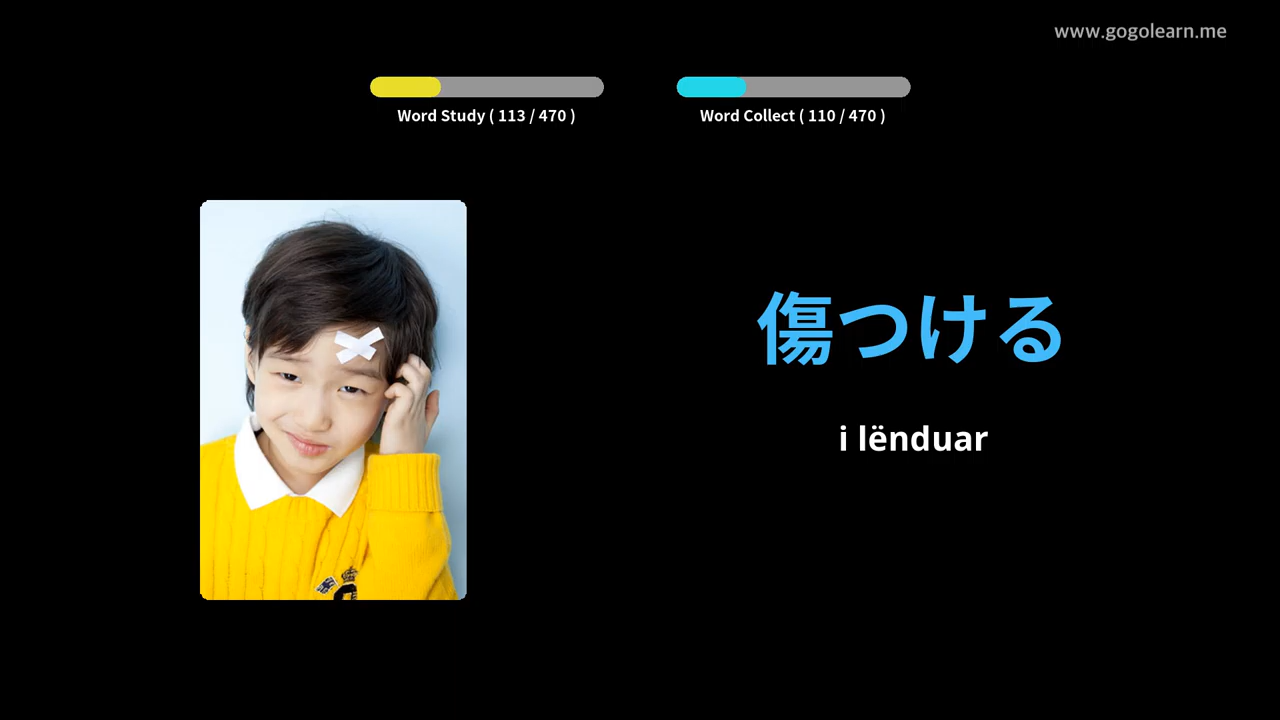 www.gogolearn.me
Word Study ( 113 / 470 )
Word Collect ( 110 / 470 )
傷つける
i lënduar